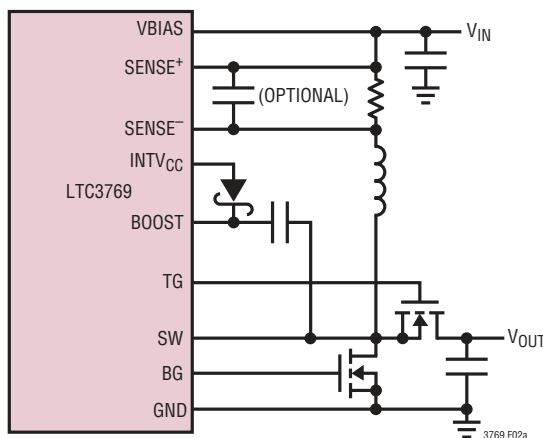 VBIAS
V_IN
SENSE+
(OPTIONAL)
SENSE–
INTV_CC
LTC3769
BOOST
TG
SW
V_OUT
BG
GND
3769 F02a